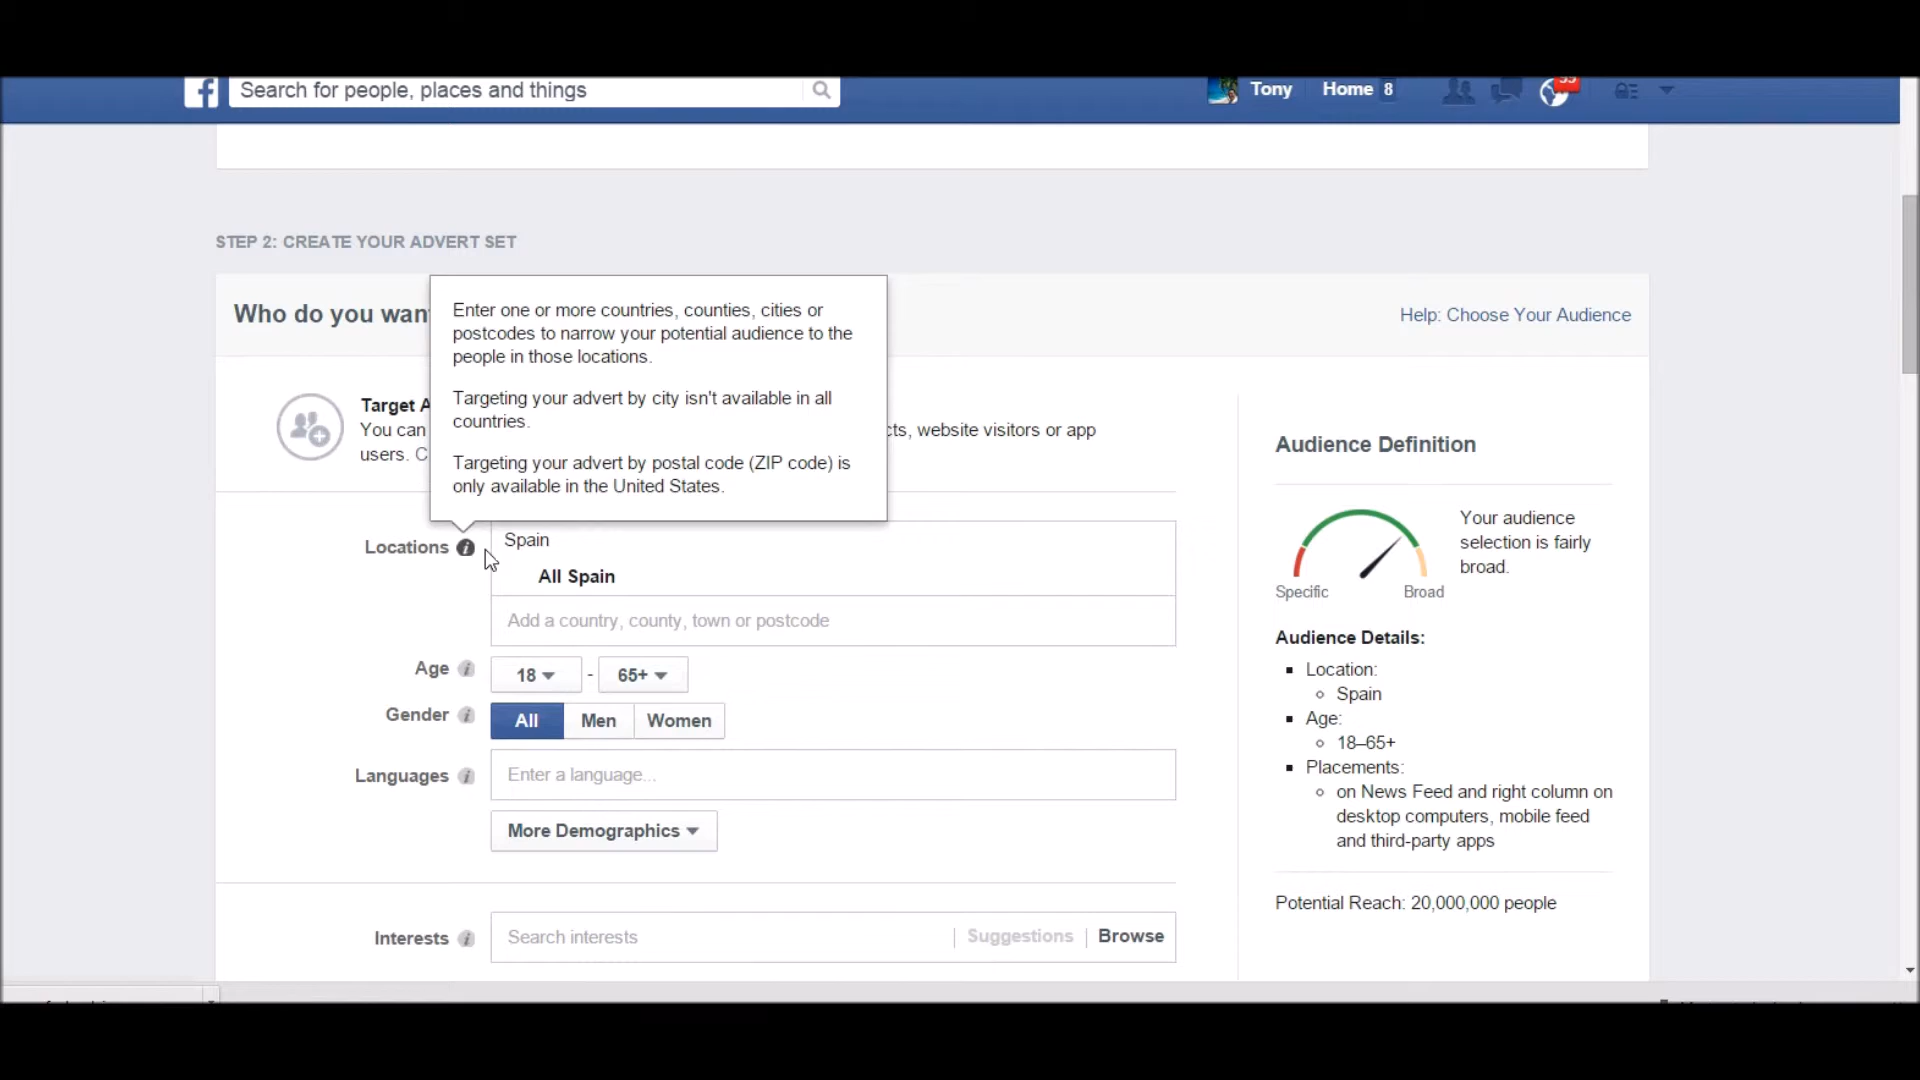 Search for people, places and things
Tony
Home 8
STEP 2: CREATE YOUR ADVERT SET
Who do you wan
Help: Choose Your Audience
Enter one or more countries, counties, cities or
postcodes to narrow your potential audience to the
people in those locations.
Targeting your advert by city isn't available in all
countries.
Targeting your advert by postal code (ZIP code) is
only available in the United States.
Target A
You can
cts, website visitors or app
users. C
Locations
Spain
All Spain
Add a country, county, town or postcode
Age
18
-
65+
Gender
All
Men
Women
Languages
Enter a language...
More Demographics
Interests
Search interests
Suggestions
Browse
Audience Definition
Your audience
selection is fairly
broad.
Specific
Broad
Audience Details:
Location:
Spain
Age:
18–65+
Placements:
on News Feed and right column on
desktop computers, mobile feed
and third-party apps
Potential Reach: 20,000,000 people